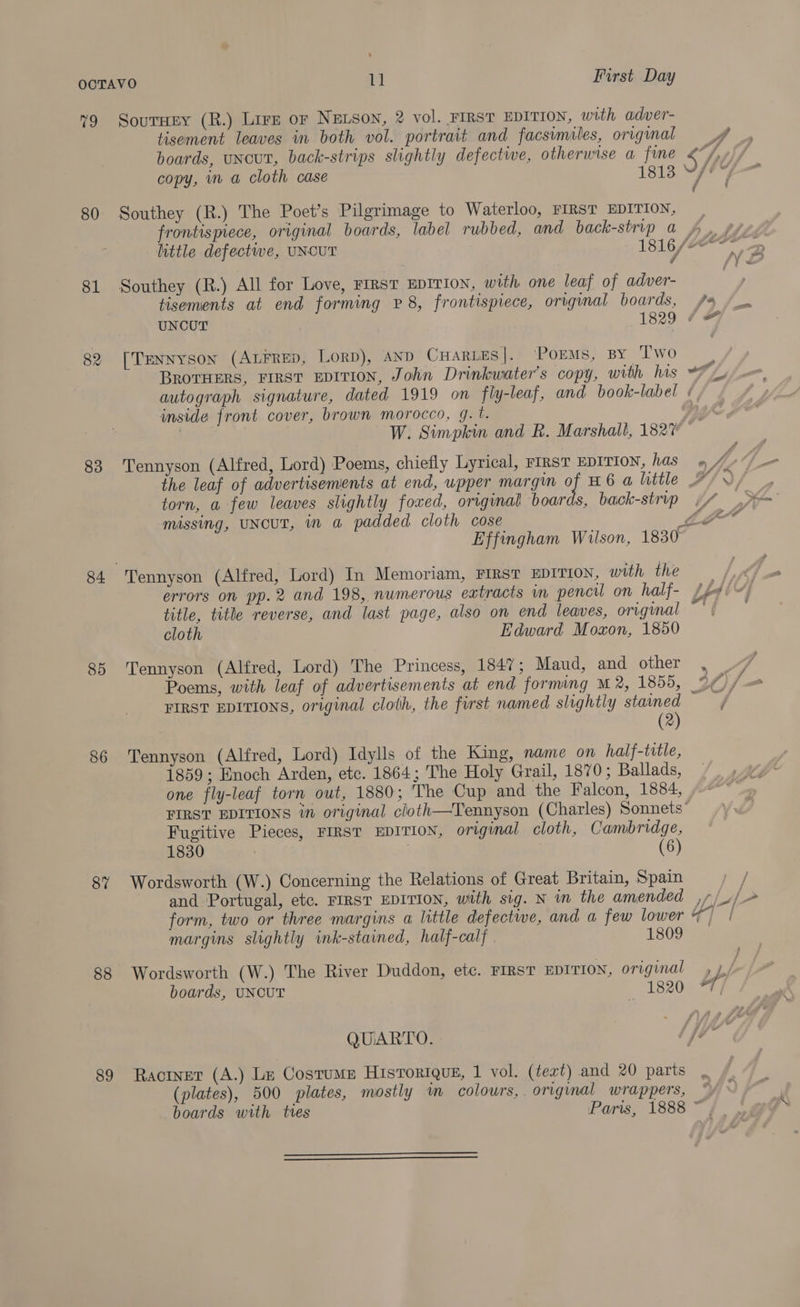 OCTAVO 11 First Day
79 SOUTHEY (R.) LIFE OF NELSON, 2 vol. FIRST EDITION, with adver-
tisement leaves in both vol. portrait and facsimiles, original
boards, UNCUT, back-strips slightly defective, otherwise a fine
copy, in a cloth case 1813
80 Southey (R.) The Poet's Pilgrimage to Waterloo, FIRST EDITION,
frontispiece, original boards, label rubbed, and back-strip a
little defective, UNCUT 1816
81 Southey (R.) All for Love, FIRST EDITION, with one leaf of adver-
tisements at end forming P 8, frontispiece, original boards,
UNCUT 1829
82 [TENNYSON (ALFRED, LORD), AND CHARLES]. POEMS, BY TWO
BROTHERS, FIRST EDITION, John Drinkwater's copy, with his
autograph signature, dated 1919 on fly-leaf, and book-label
inside front cover, brown morocco, g. t.
W. Simpkin and R. Marshall, 1827
83 Tennyson (Alfred, Lord) Poems, chiefly Lyrical, FIRST EDITION, has
the leaf of advertisements at end, upper margin of H 6 a little
torn, a few leaves slightly foxed, original boards, back-strip
missing, UNCUT, in a padded cloth cose
Effingham Wilson, 1830
84 Tennyson (Alfred, Lord) In Memoriam, FIRST EDITION, with the
errors on pp. 2 and 198, numerous extracts in pencil on half-
title, title reverse, and last page, also on end leaves, original
cloth Edward Moxon, 1850
85 Tennyson (Alfred, Lord) The Princess, 1847; Maud, and other
Poems, with leaf of advertisements at end forming M 2, 1855,
FIRST EDITIONS, original cloth, the first named slightly stained
(2)
86 Tennyson (Alfred, Lord) Idylls of the King, name on half-title,
1859; Enoch Arden, etc. 1864; The Holy Grail, 1870; Ballads,
one fly-leaf torn out, 1880; The Cup and the Falcon, 1884,
FIRST EDITIONS in original cloth—Tennyson (Charles) Sonnets
Fugitive Pieces, FIRST EDITION, original cloth, Cambridge,
1830 (6)
87 Wordsworth (W.) Concerning the Relations of Great Britain, Spain
and Portugal, etc. FIRST EDITION, with sig. N in the amended
form, two or three margins a little defective, and a few lower
margins slightly ink-stained, half-calf 1809
88 Wordsworth (W.) The River Duddon, etc. FIRST EDITION, original
boards, UNCUT 1820
QUARTO.
89 RACINET (A.) LE COSTUME HISTORIQUE, 1 vol. (text) and 20 parts
(plates), 500 plates, mostly in colours, original wrappers,
boards with ties Paris, 1888